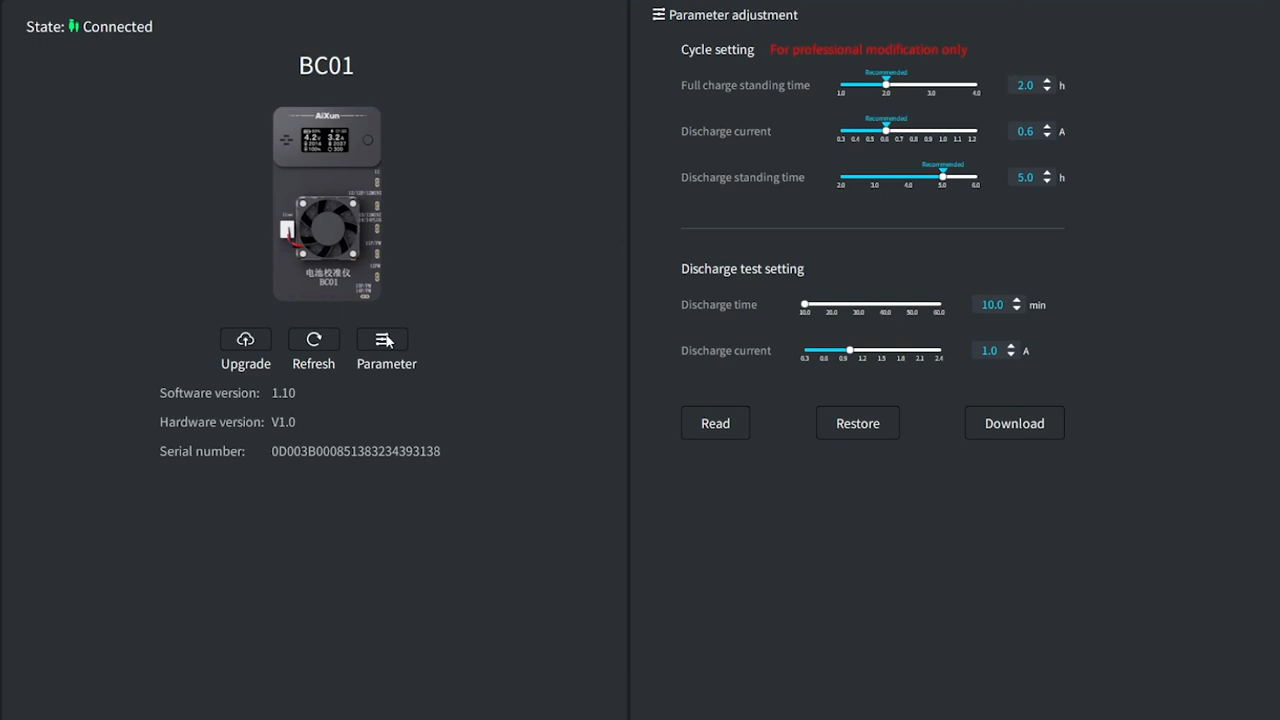 State: Connected
BC01
AiXun
4.2V 3.2A
电池校准仪
BC01
Upgrade Refresh Parameter
Software version: 1.10
Hardware version: V1.0
Serial number: 0D003B000851383234393138
Parameter adjustment
Cycle setting For professional modification only
Recommended
Full charge standing time 2.0 h
1.0 2.0 3.0 4.0
Recommended
Discharge current 0.6 A
0.3 0.4 0.5 0.6 0.7 0.8 0.9 1.0 1.1 1.2
Recommended
Discharge standing time 5.0 h
2.0 3.0 4.0 5.0 6.0
Discharge test setting
Discharge time 10.0 min
10.0 20.0 30.0 40.0 50.0 60.0
Discharge current 1.0 A
0.3 0.6 0.9 1.2 1.5 1.8 2.1 2.4
Read Restore Download